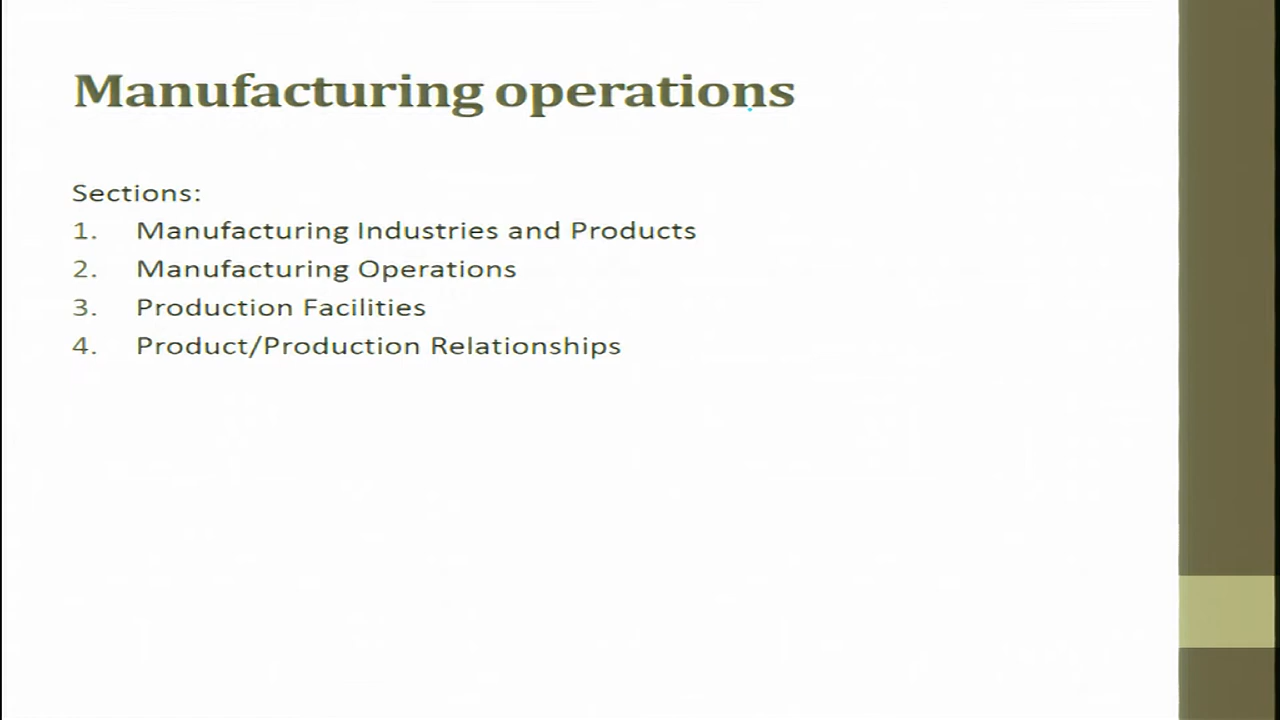 Manufacturing operations
Sections:
1. Manufacturing Industries and Products
2. Manufacturing Operations
3. Production Facilities
4. Product/Production Relationships